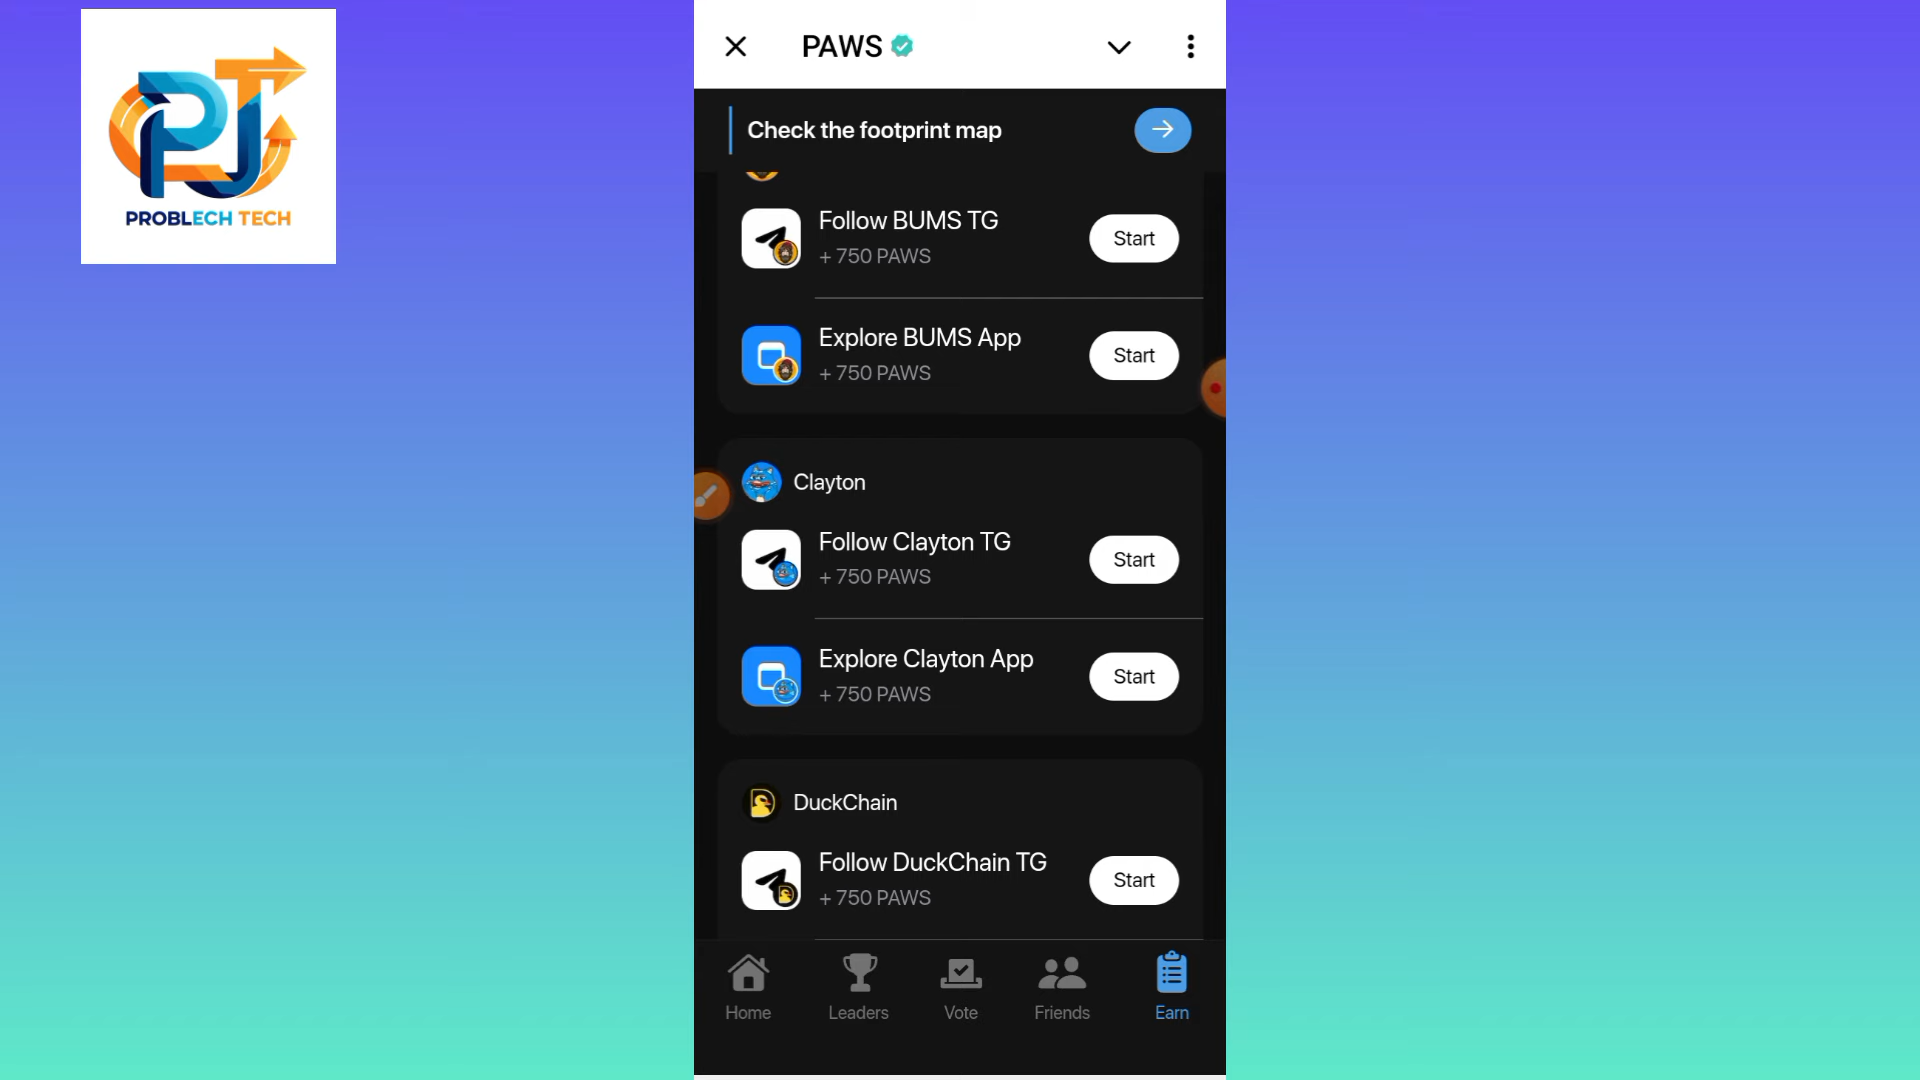 PROBLECH TECH
PAWS
Check the footprint map
Follow BUMS TG
+ 750 PAWS
Start
Explore BUMS App
+ 750 PAWS
Start
Clayton
Follow Clayton TG
+ 750 PAWS
Start
Explore Clayton App
+ 750 PAWS
Start
DuckChain
Follow DuckChain TG
+ 750 PAWS
Start
Home
Leaders
Vote
Friends
Earn